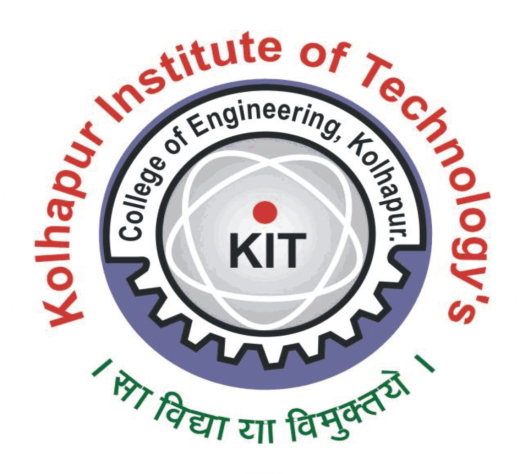 Kolhapur Institute of Technology's
College of Engineering, Kolhapur.
KIT
। सा विद्या या विमुक्तये ।